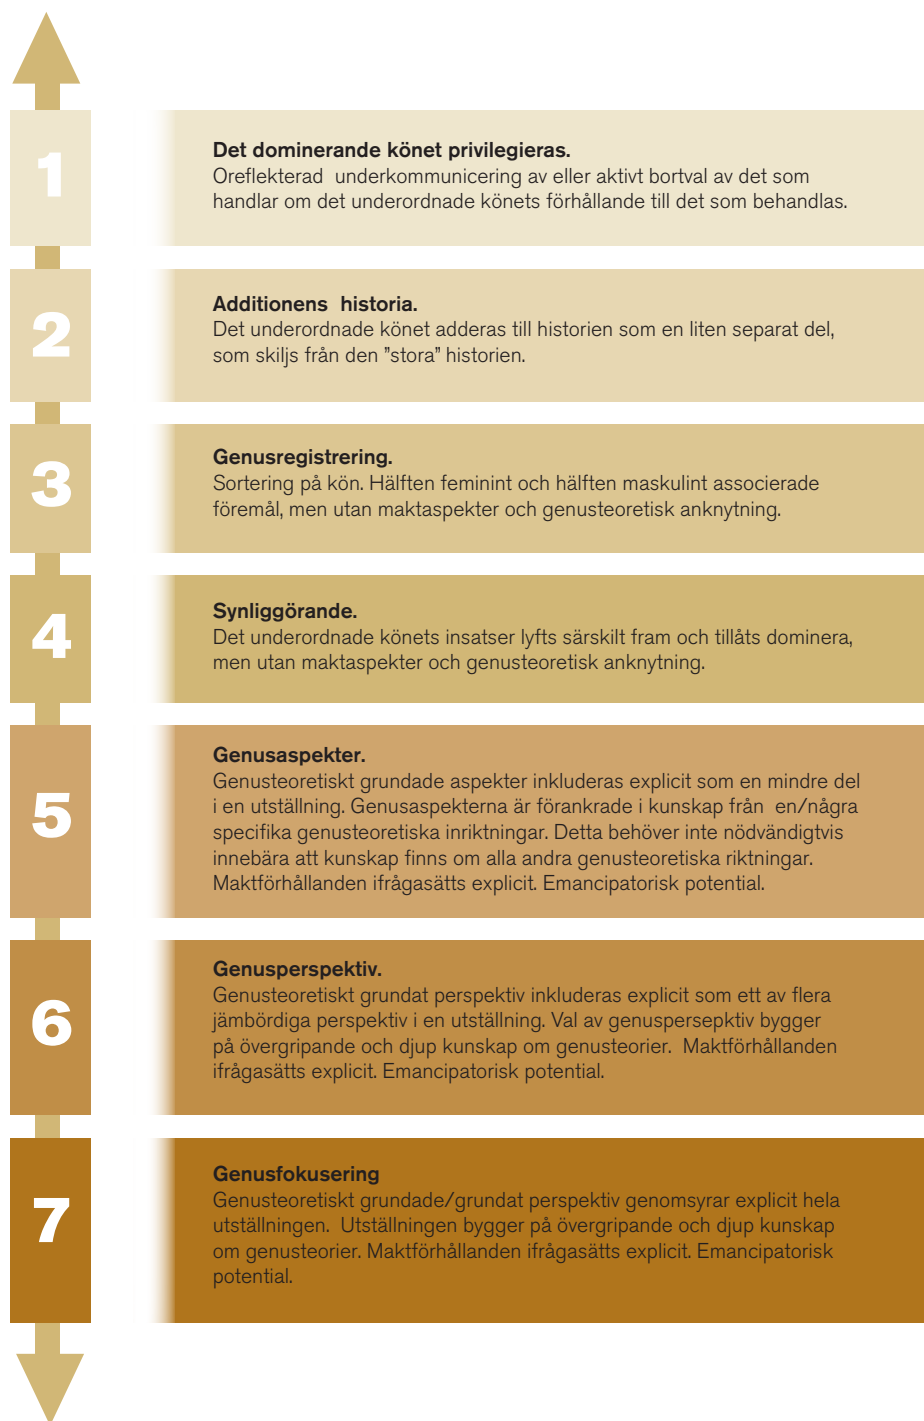 1
Det dominerande könet privilegieras.
Oreflekterad underkommunicering av eller aktivt bortval av det som
handlar om det underordnade könets förhållande till det som behandlas.
2
Additionens historia.
Det underordnade könet adderas till historien som en liten separat del,
som skiljs från den "stora" historien.
3
Genusregistrering.
Sortering på kön. Hälften feminint och hälften maskulint associerade
föremål, men utan maktaspekter och genusteoretisk anknytning.
4
Synliggörande.
Det underordnade könets insatser lyfts särskilt fram och tillåts dominera,
men utan maktaspekter och genusteoretisk anknytning.
5
Genusaspekter.
Genusteoretiskt grundade aspekter inkluderas explicit som en mindre del
i en utställning. Genusaspekterna är förankrade i kunskap från en/några
specifika genusteoretiska inriktningar. Detta behöver inte nödvändigtvis
innebära att kunskap finns om alla andra genusteoretiska riktningar.
Maktförhållanden ifrågasätts explicit. Emancipatorisk potential.
6
Genusperspektiv.
Genusteoretiskt grundat perspektiv inkluderas explicit som ett av flera
jämbördiga perspektiv i en utställning. Val av genuspersepktiv bygger
på övergripande och djup kunskap om genusteorier. Maktförhållanden
ifrågasätts explicit. Emancipatorisk potential.
7
Genusfokusering
Genusteoretiskt grundade/grundat perspektiv genomsyrar explicit hela
utställningen. Utställningen bygger på övergripande och djup kunskap
om genusteorier. Maktförhållanden ifrågasätts explicit. Emancipatorisk
potential.